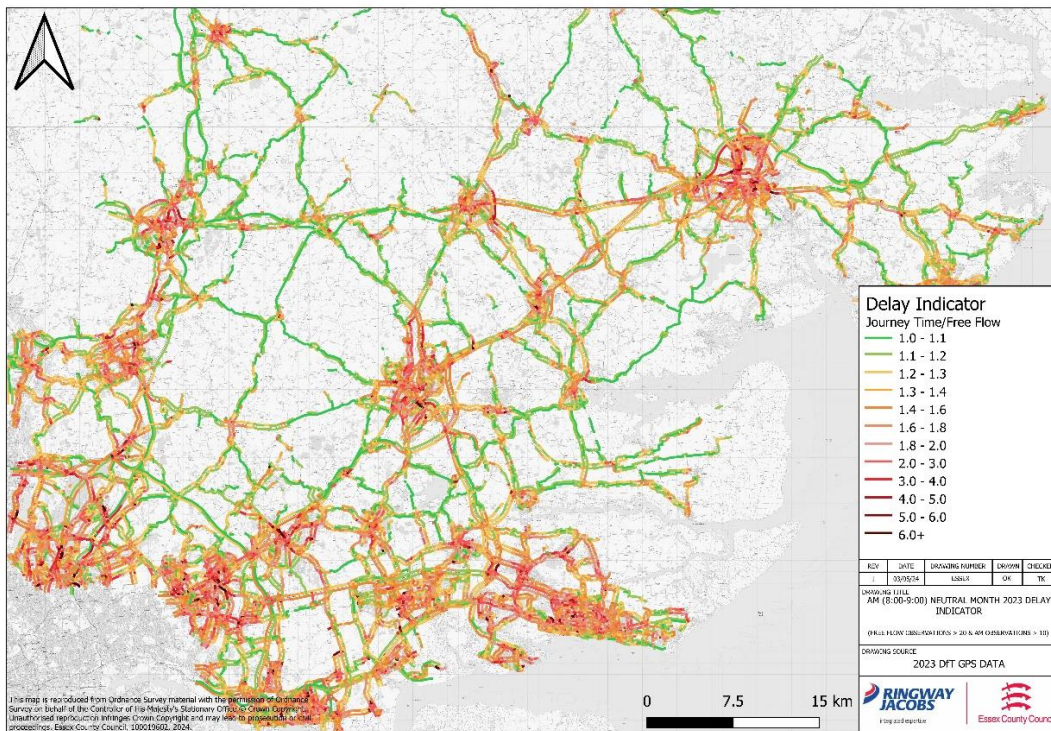 Delay Indicator
Journey Time/Free Flow
1.0 - 1.1
1.1 - 1.2
1.2 - 1.3
1.3 - 1.4
1.4 - 1.6
1.6 - 1.8
1.8 - 2.0
2.0 - 3.0
3.0 - 4.0
4.0 - 5.0
5.0 - 6.0
6.0+
REV DATE DRAWING NUMBER DRAWN CHECKED
1 03/05/24 ESSEX OK TK
DRAWING TITLE
AM (8:00-9:00) NEUTRAL MONTH 2023 DELAY
INDICATOR
(FREE FLOW OBSERVATIONS > 20 & AM OBSERVATIONS > 10)
DRAWING SOURCE
2023 DfT GPS DATA
RINGWAY
JACOBS
Essex County Counc
0 7.5 15 km
This map is reproduced from Ordnance Survey material with the permission of Ordnance
Survey on behalf of the Controller of His Majesty's Stationary Office © Crown Copyright.
Unauthorised reproduction infringes Crown Copyright and may lead to prosecution or civil
proceedings. Essex County Council, 100019602, 2024.